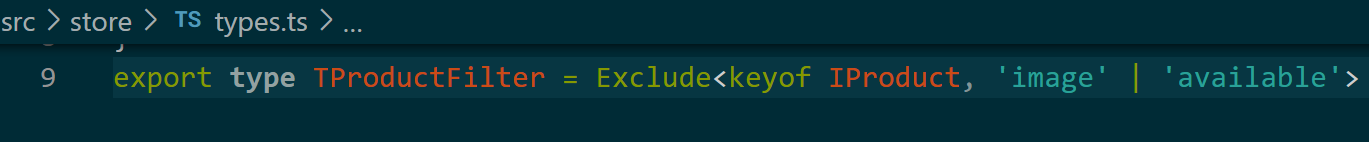 src > store > TS types.ts > ...
9 export type TProductFilter = Exclude<keyof IProduct, 'image' | 'available'>